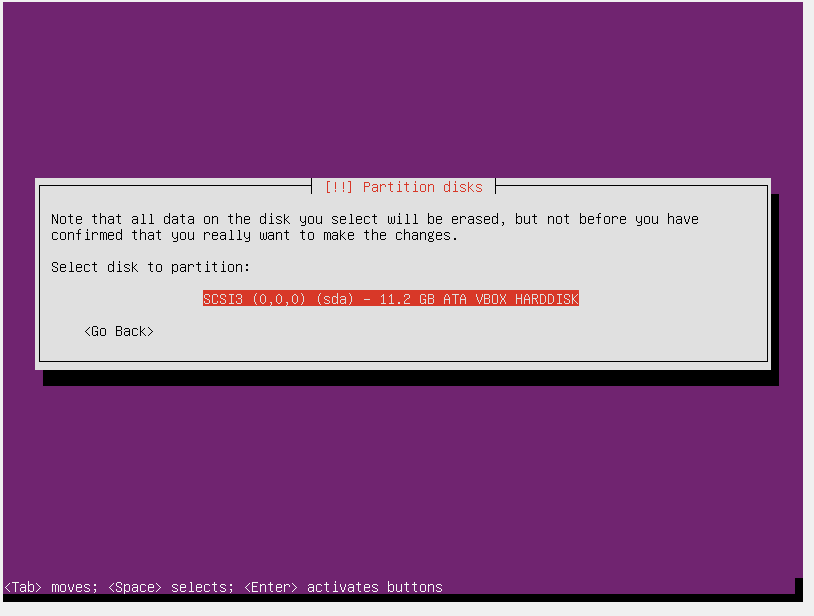 [!!] Partition disks
Note that all data on the disk you select will be erased, but not before you have
confirmed that you really want to make the changes.
Select disk to partition:
SCSI3 (0,0,0) (sda) - 11.2 GB ATA VBOX HARDDISK
<Go Back>
<Tab> moves; <Space> selects; <Enter> activates buttons